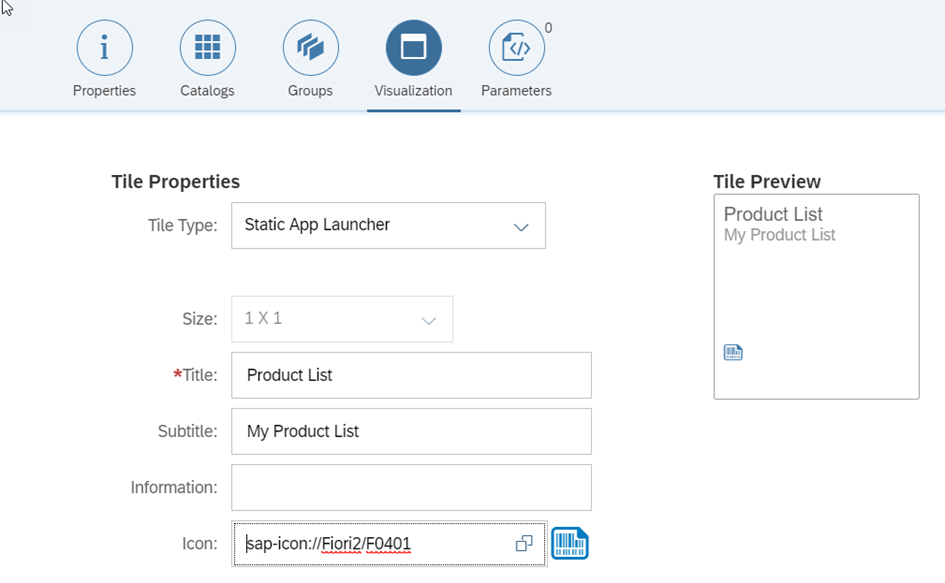 0
Properties Catalogs Groups Visualization Parameters
Tile Properties
Tile Type: Static App Launcher
Size: 1 X 1
*Title: Product List
Subtitle: My Product List
Information:
Icon: sap-icon://Fiori2/F0401
Tile Preview
Product List
My Product List